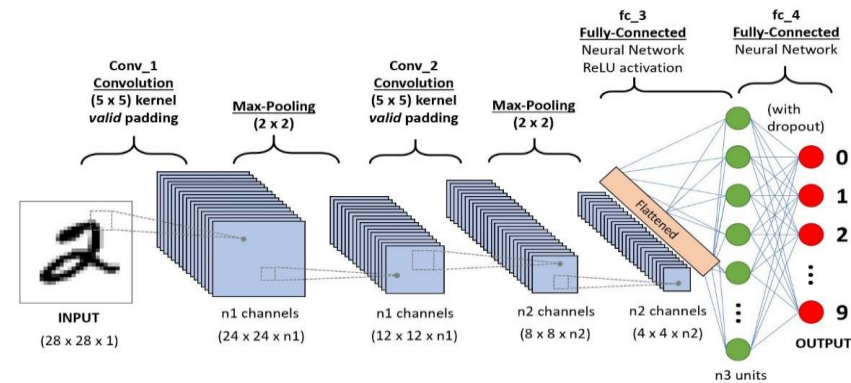 fc_3
Fully-Connected
Neural Network
ReLU activation
fc_4
Fully-Connected
Neural Network
Conv_1
Convolution
(5 x 5) kernel
valid padding
Max-Pooling
(2 x 2)
Conv_2
Convolution
(5 x 5) kernel
valid padding
Max-Pooling
(2 x 2)
(with
dropout)
2
INPUT
(28 x 28 x 1)
n1 channels
(24 x 24 x n1)
n1 channels
(12 x 12 x n1)
n2 channels
(8 x 8 x n2)
n2 channels
(4 x 4 x n2)
Flattened
n3 units
0
1
2
9
OUTPUT